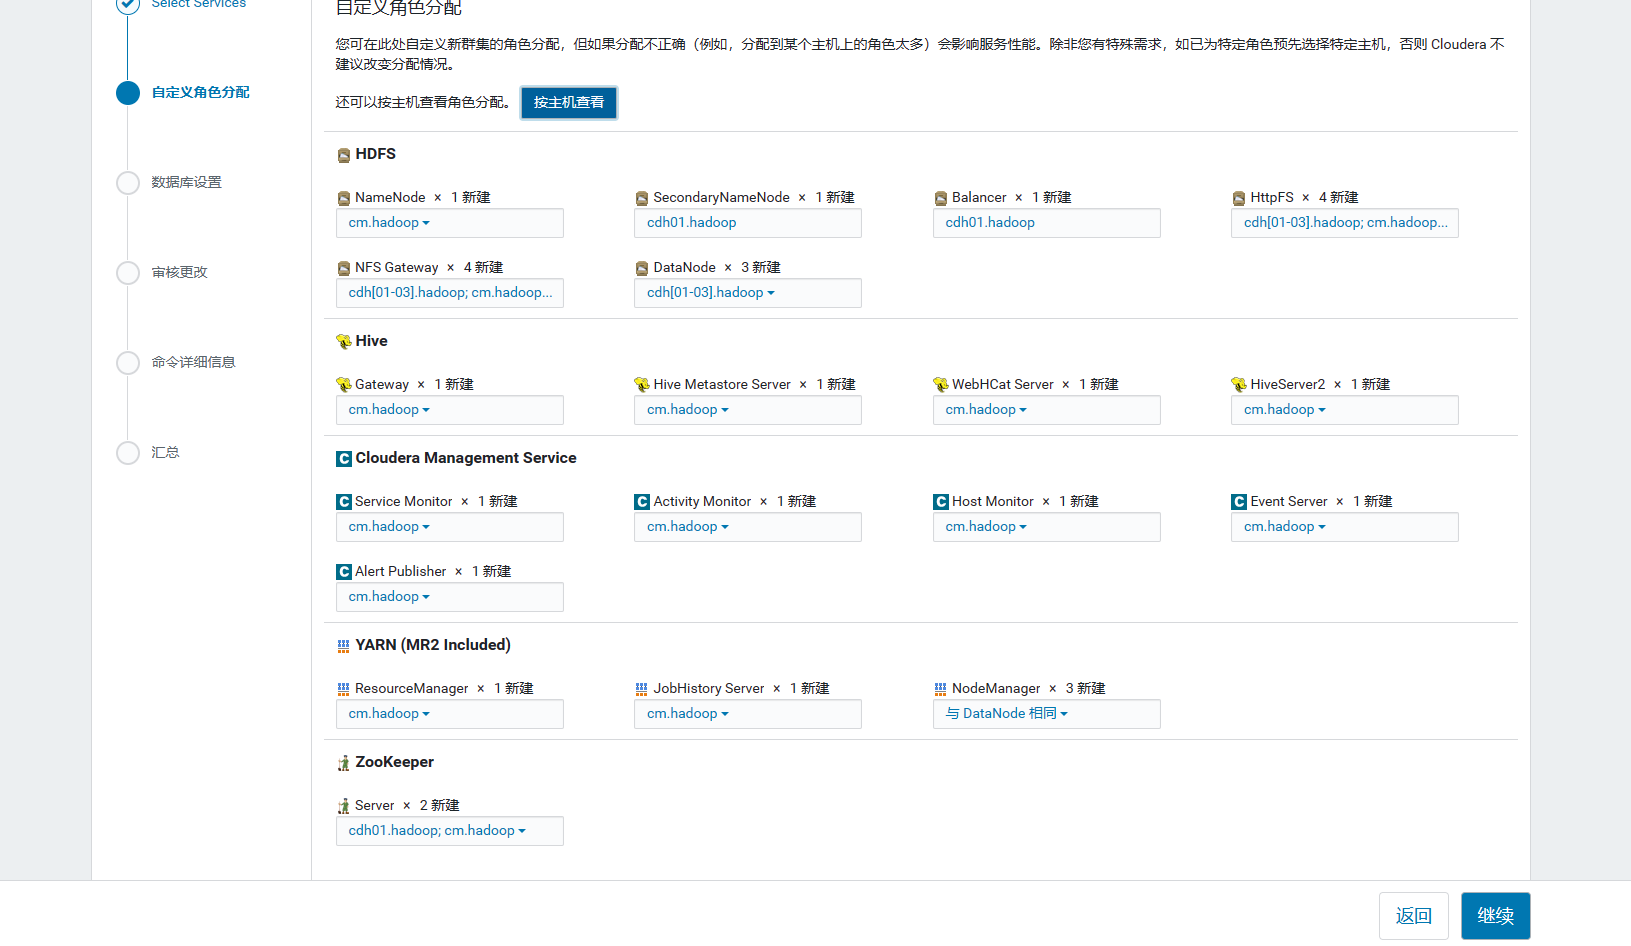 Select Services
自定义角色分配
数据库设置
审核更改
命令详细信息
汇总
自定义角色分配
您可在此处自定义新群集的角色分配，但如果分配不正确（例如，分配到某个主机上的角色太多）会影响服务性能。除非您有特殊需求，如已为特定角色预先选择特定主机，否则 Cloudera 不
建议改变分配情况。
还可以按主机查看角色分配。 按主机查看
HDFS
NameNode × 1 新建 SecondaryNameNode × 1 新建 Balancer × 1 新建 HttpFS × 4 新建
cm.hadoop cdh01.hadoop cdh01.hadoop cdh[01-03].hadoop; cm.hadoop...
NFS Gateway × 4 新建 DataNode × 3 新建
cdh[01-03].hadoop; cm.hadoop... cdh[01-03].hadoop
Hive
Gateway × 1 新建 Hive Metastore Server × 1 新建 WebHCat Server × 1 新建 HiveServer2 × 1 新建
cm.hadoop cm.hadoop cm.hadoop cm.hadoop
Cloudera Management Service
Service Monitor × 1 新建 Activity Monitor × 1 新建 Host Monitor × 1 新建 Event Server × 1 新建
cm.hadoop cm.hadoop cm.hadoop cm.hadoop
Alert Publisher × 1 新建
cm.hadoop
YARN (MR2 Included)
ResourceManager × 1 新建 JobHistory Server × 1 新建 NodeManager × 3 新建
cm.hadoop cm.hadoop 与 DataNode 相同
ZooKeeper
Server × 2 新建
cdh01.hadoop; cm.hadoop
返回 继续